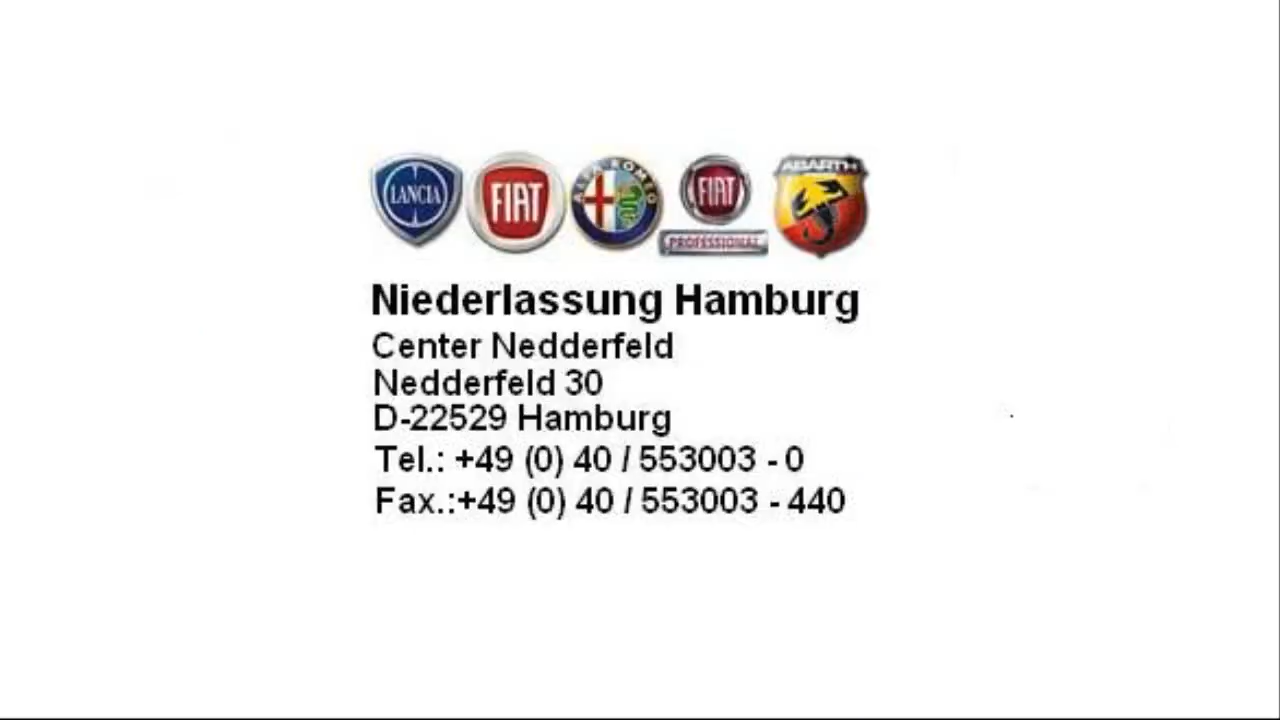 LANCIA FIAT ALFA ROMEO FIAT ABARTH
PROFESSIONAL
Niederlassung Hamburg
Center Nedderfeld
Nedderfeld 30
D-22529 Hamburg
Tel.: +49 (0) 40 / 553003 - 0
Fax.:+49 (0) 40 / 553003 - 440